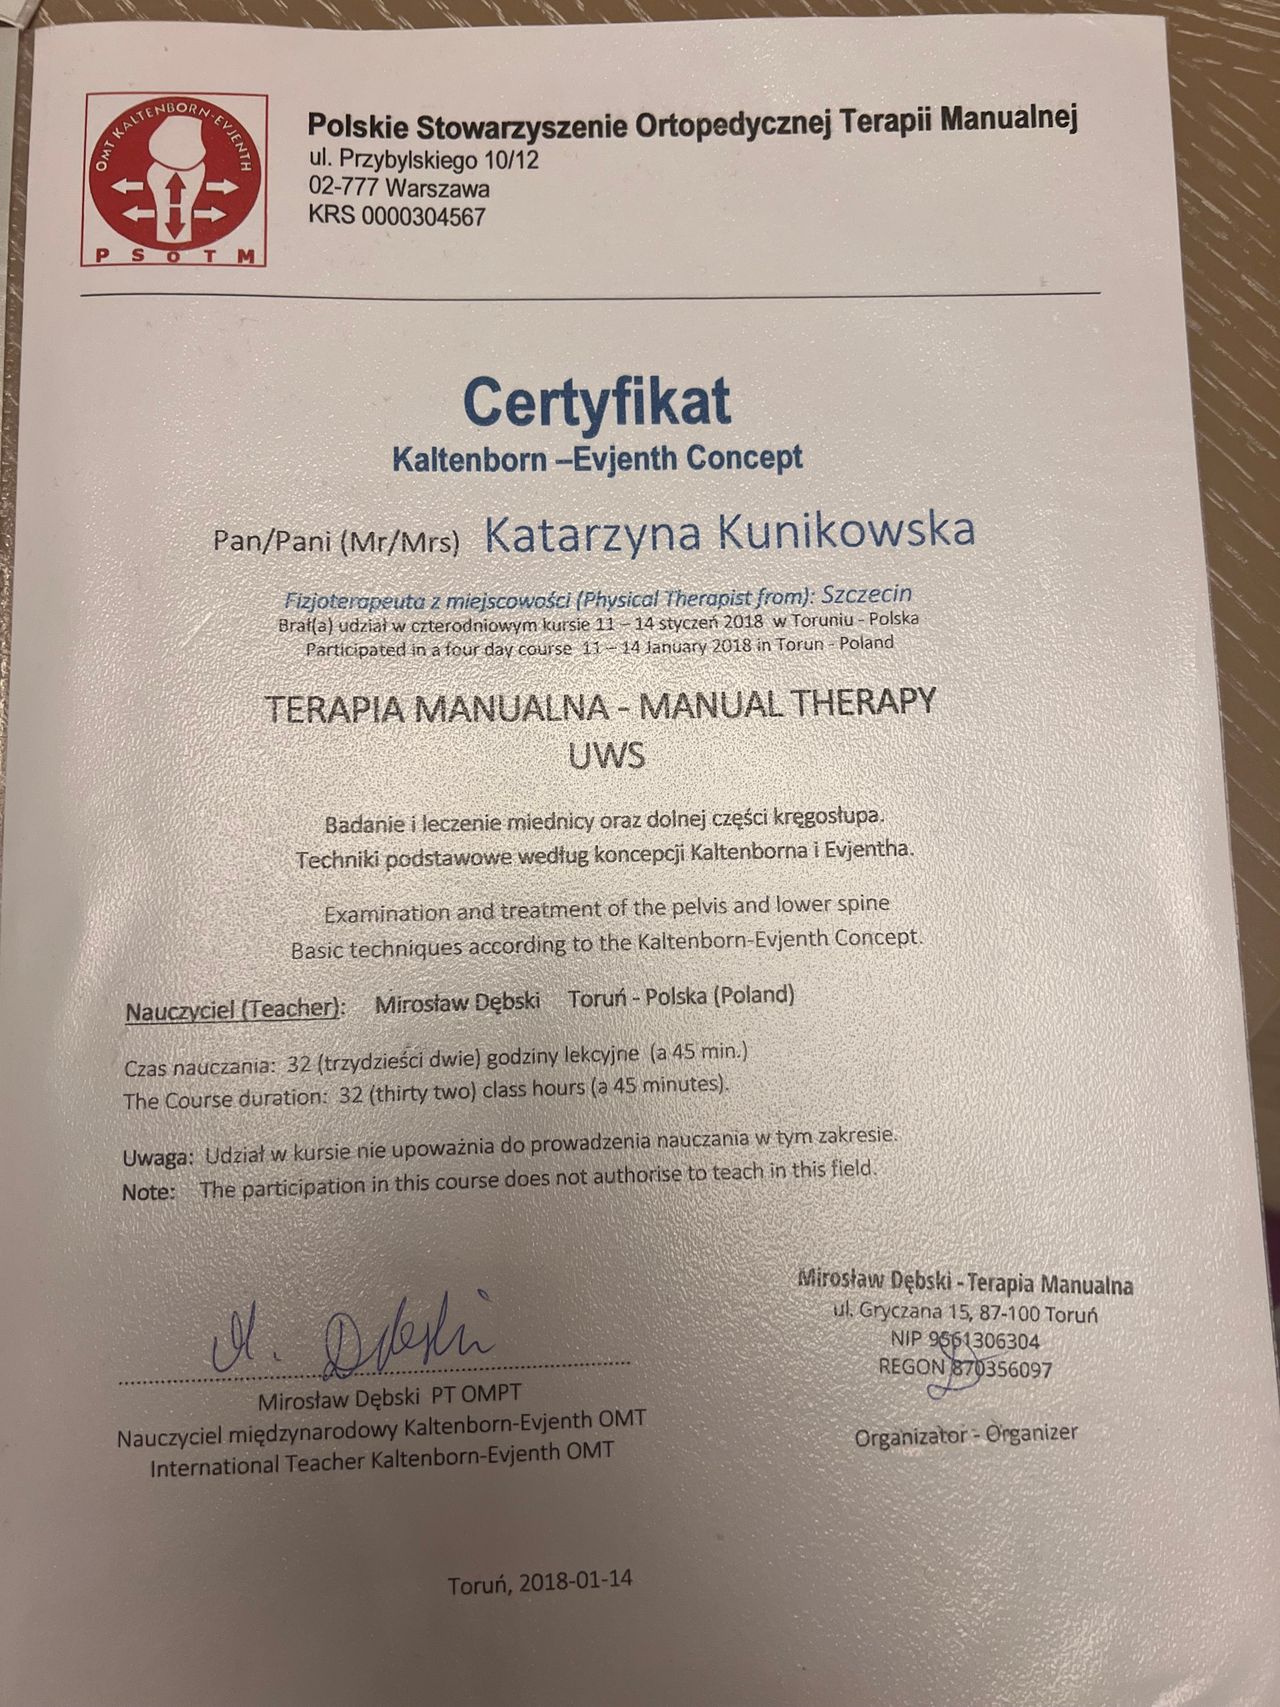 OMT KALTENBORN-EVJENTH
P S O T M
Polskie Stowarzyszenie Ortopedycznej Terapii Manualnej
ul. Przybylskiego 10/12
02-777 Warszawa
KRS 0000304567
Certyfikat
Kaltenborn –Evjenth Concept
Pan/Pani (Mr/Mrs) Katarzyna Kunikowska
Fizjoterapeuta z miejscowości (Physical Therapist from): Szczecin
Brał(a) udział w czterodniowym kursie 11 – 14 styczeń 2018 w Toruniu - Polska
Participated in a four day course 11 – 14 January 2018 in Torun - Poland
TERAPIA MANUALNA - MANUAL THERAPY
UWS
Badanie i leczenie miednicy oraz dolnej części kręgosłupa.
Techniki podstawowe według koncepcji Kaltenborna i Evjentha.
Examination and treatment of the pelvis and lower spine
Basic techniques according to the Kaltenborn-Evjenth Concept.
Nauczyciel (Teacher): Mirosław Dębski Toruń - Polska (Poland)
Czas nauczania: 32 (trzydzieści dwie) godziny lekcyjne (a 45 min.)
The Course duration: 32 (thirty two) class hours (a 45 minutes).
Uwaga: Udział w kursie nie upoważnia do prowadzenia nauczania w tym zakresie.
Note: The participation in this course does not authorise to teach in this field.
M. Dębski
Mirosław Dębski PT OMPT
Nauczyciel międzynarodowy Kaltenborn-Evjenth OMT
International Teacher Kaltenborn-Evjenth OMT
Mirosław Dębski - Terapia Manualna
ul. Gryczana 15, 87-100 Toruń
NIP 9561306304
REGON 870356097
Organizator - Organizer
Toruń, 2018-01-14